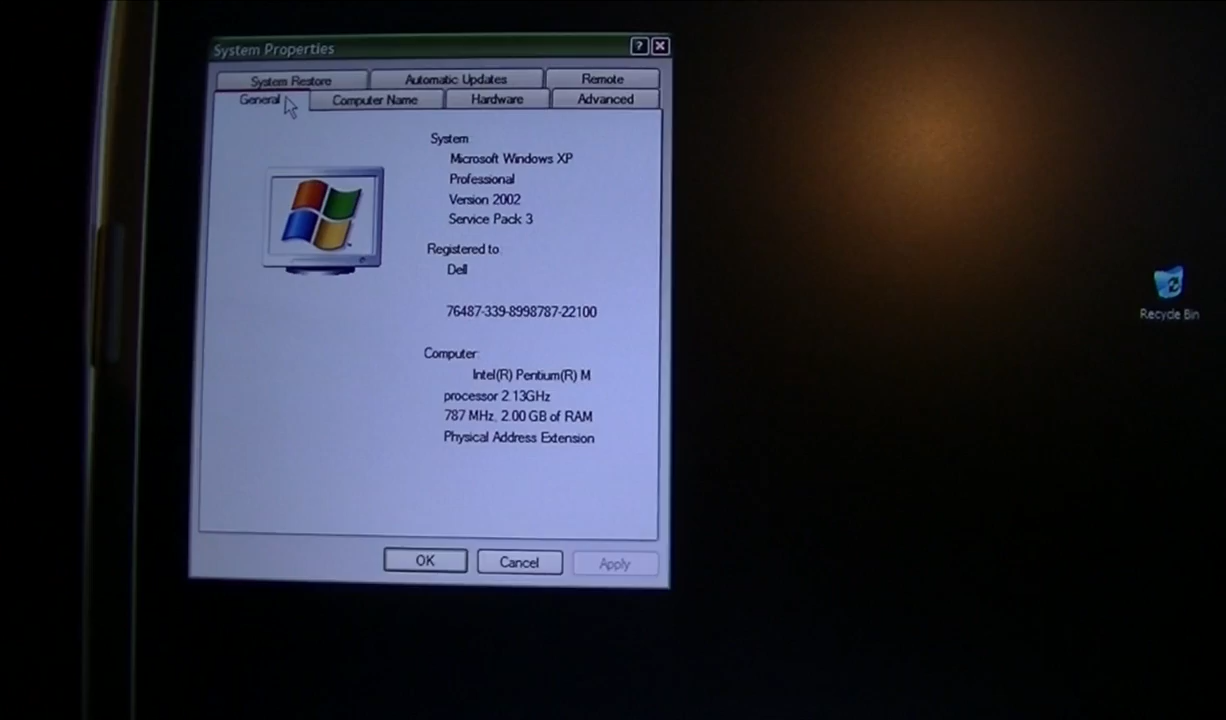 System Properties
System Restore Automatic Updates Remote
General Computer Name Hardware Advanced
System
Microsoft Windows XP
Professional
Version 2002
Service Pack 3
Registered to
Dell
76487-339-8998787-22100
Computer:
Intel(R) Pentium(R) M
processor 2.13GHz
787 MHz, 2.00 GB of RAM
Physical Address Extension
OK Cancel Apply
Recycle Bin